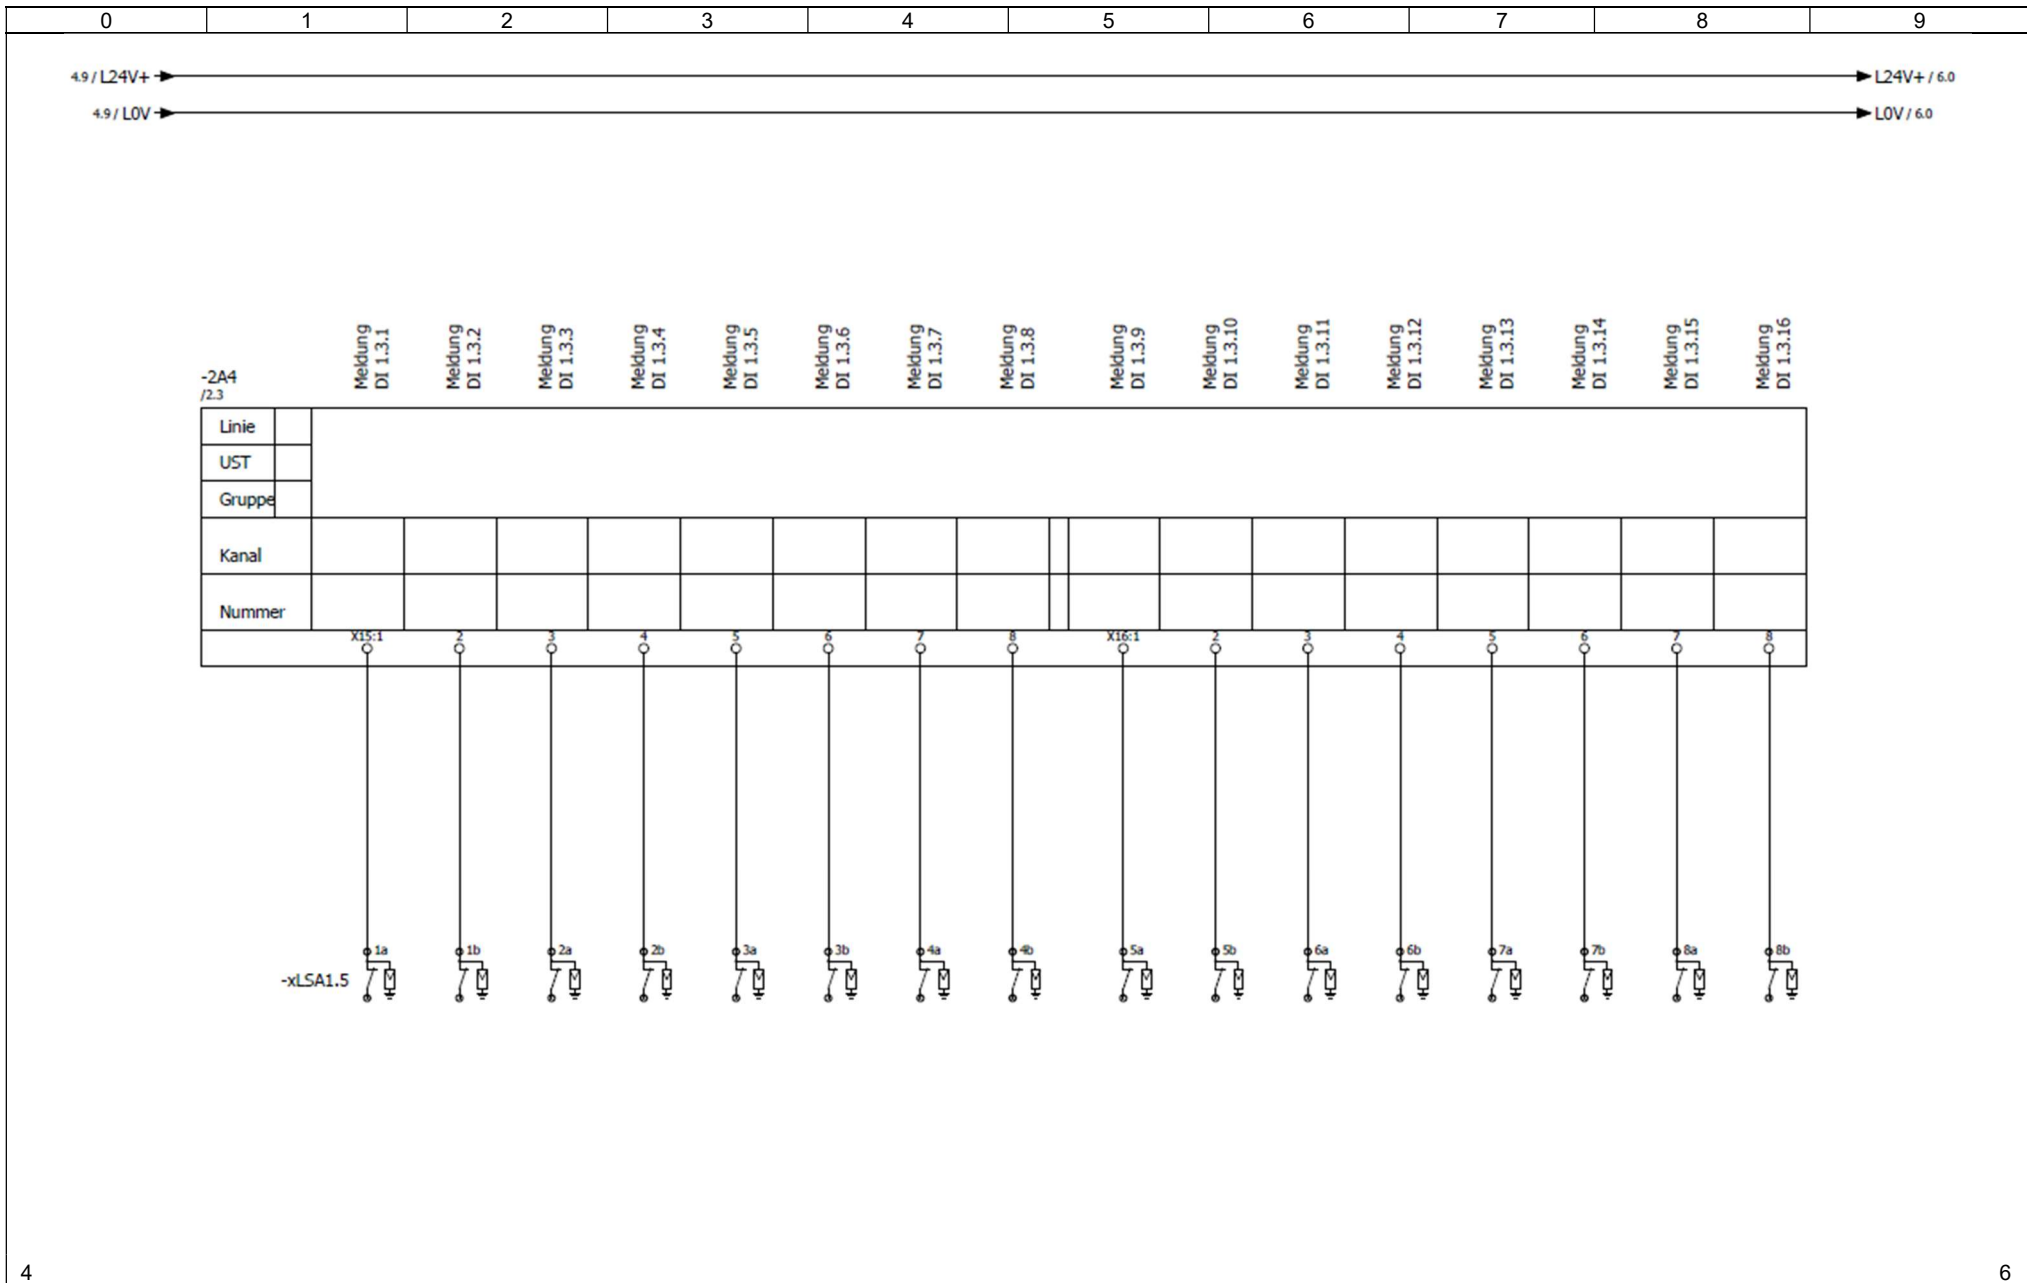 0 1 2 3 4 5 6 7 8 9
4.9 / L24V+ L24V+ / 6.0
4.9 / L0V L0V / 6.0
Meldung
DI 1.3.1
Meldung
DI 1.3.2
Meldung
DI 1.3.3
Meldung
DI 1.3.4
Meldung
DI 1.3.5
Meldung
DI 1.3.6
Meldung
DI 1.3.7
Meldung
DI 1.3.8
Meldung
DI 1.3.9
Meldung
DI 1.3.10
Meldung
DI 1.3.11
Meldung
DI 1.3.12
Meldung
DI 1.3.13
Meldung
DI 1.3.14
Meldung
DI 1.3.15
Meldung
DI 1.3.16
-2A4
/2.3
Linie
UST
Gruppe
Kanal
Nummer
X15:1 2 3 4 5 6 7 8 X16:1 2 3 4 5 6 7 8
1a 1b 2a 2b 3a 3b 4a 4b 5a 5b 6a 6b 7a 7b 8a 8b
-xLSA1.5
4 6